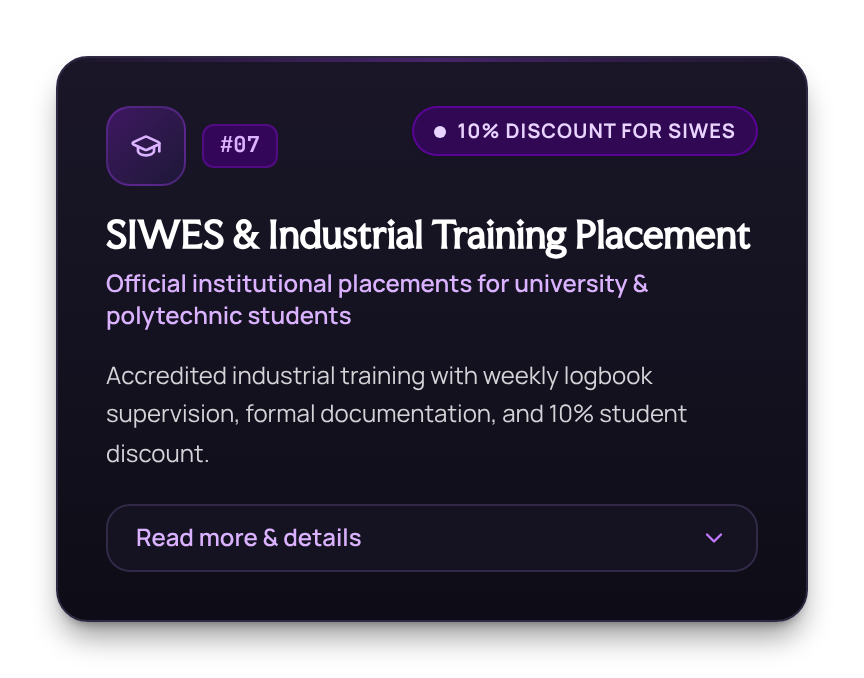 #07
10% DISCOUNT FOR SIWES
SIWES & Industrial Training Placement
Official institutional placements for university &
polytechnic students
Accredited industrial training with weekly logbook
supervision, formal documentation, and 10% student
discount.
Read more & details